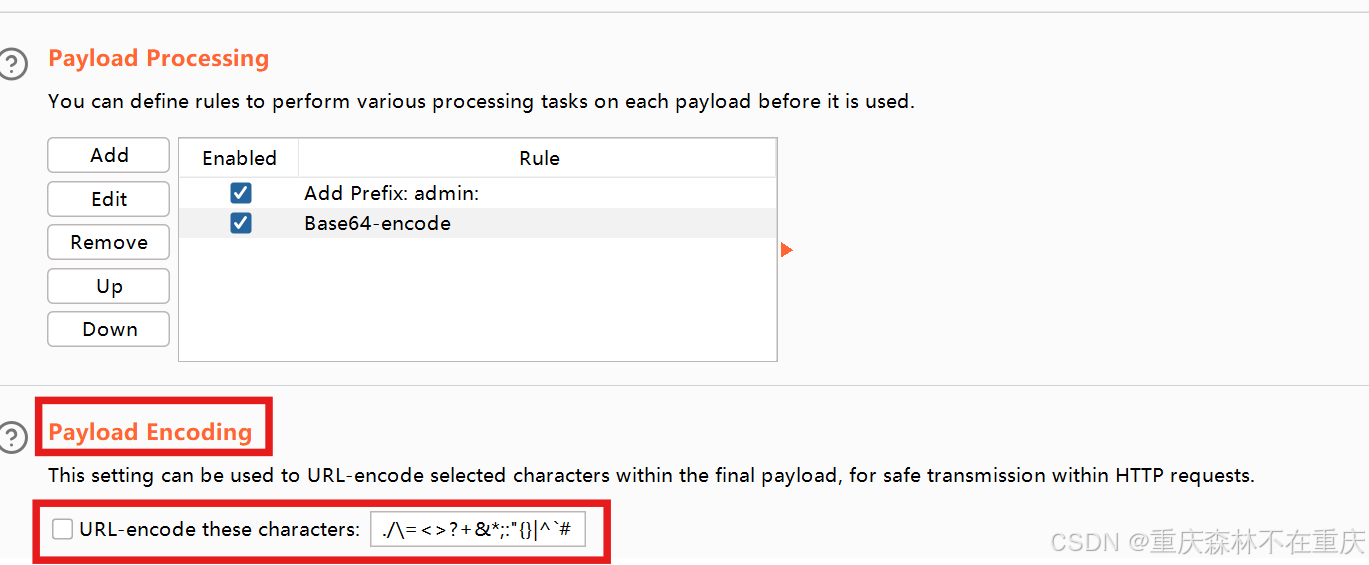 ?
Payload Processing
You can define rules to perform various processing tasks on each payload before it is used.
Add
Edit
Remove
Up
Down
Enabled Rule
Add Prefix: admin:
Base64-encode
?
Payload Encoding
This setting can be used to URL-encode selected characters within the final payload, for safe transmission within HTTP requests.
URL-encode these characters: ./\=<>?+&*;:"{}|^`#
CSDN @重庆森林不在重庆